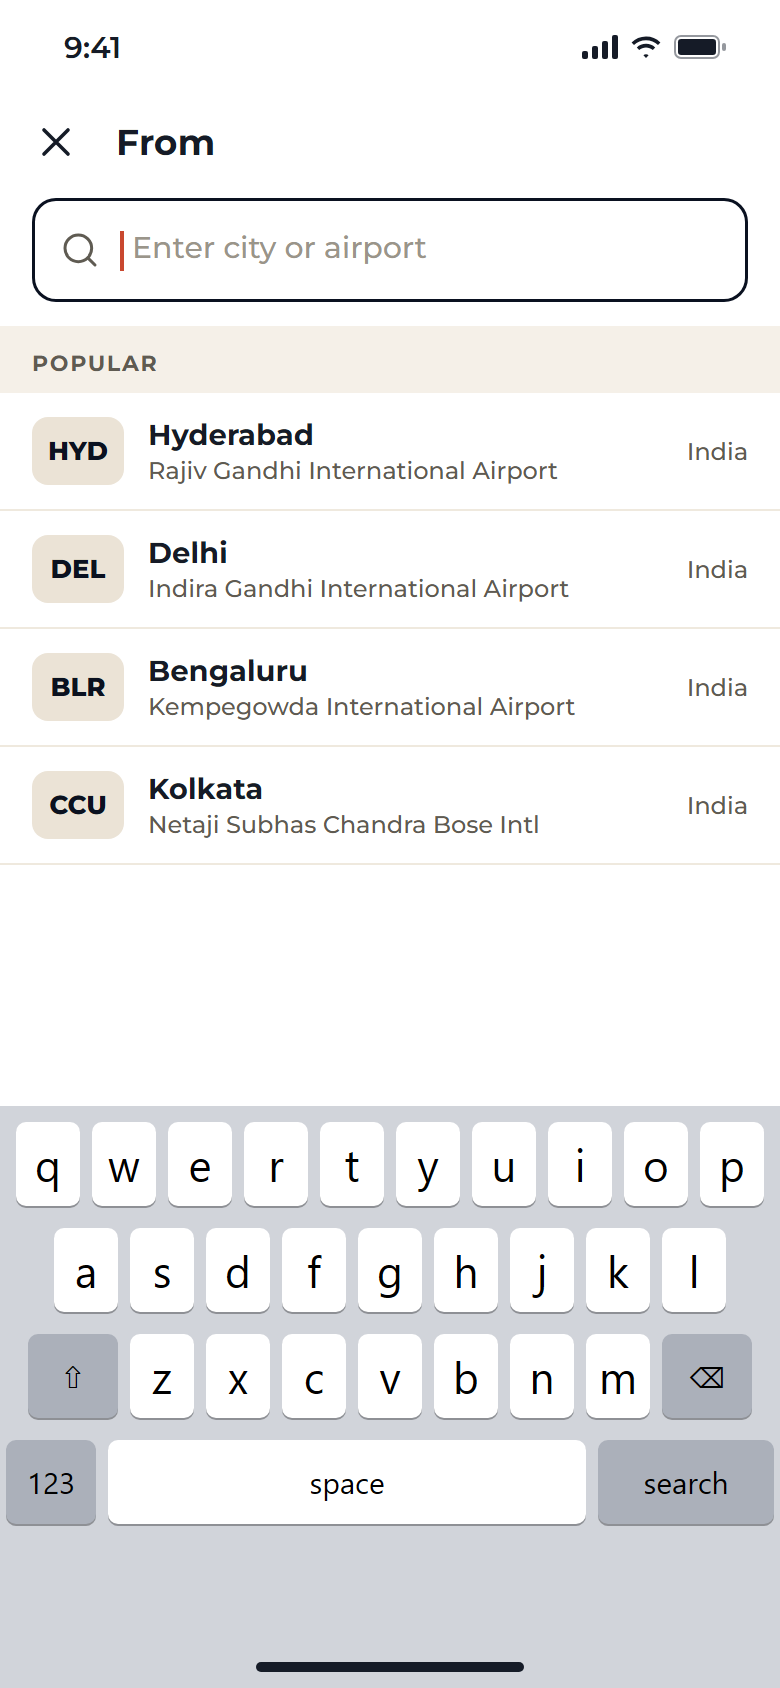 9:41
From
Enter city or airport
POPULAR
HYD
Hyderabad
Rajiv Gandhi International Airport
India
DEL
Delhi
Indira Gandhi International Airport
India
BLR
Bengaluru
Kempegowda International Airport
India
CCU
Kolkata
Netaji Subhas Chandra Bose Intl
India
q w e r t y u i o p
a s d f g h j k l
⇧ z x c v b n m ⌫
123 space search